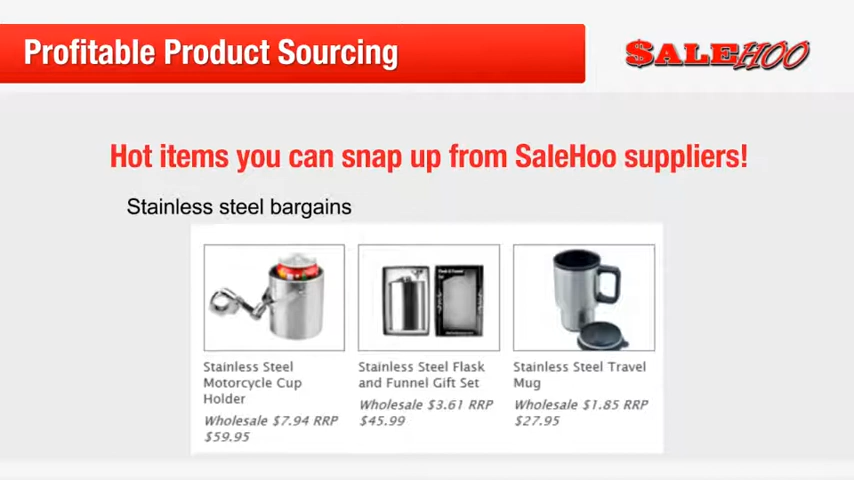 Profitable Product Sourcing
$ALEHOO
Hot items you can snap up from SaleHoo suppliers!
Stainless steel bargains
Stainless Steel
Motorcycle Cup
Holder
Wholesale $7.94 RRP
$59.95
Stainless Steel Flask
and Funnel Gift Set
Wholesale $3.61 RRP
$45.99
Stainless Steel Travel
Mug
Wholesale $1.85 RRP
$27.95